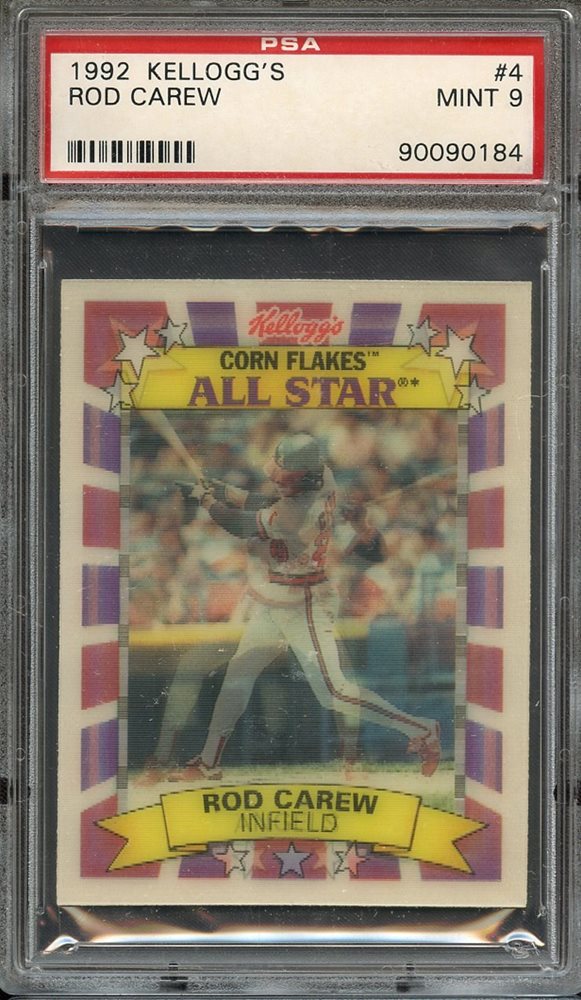 PSA
1992 KELLOGG'S #4
ROD CAREW MINT 9
90090184
Kellogg's
CORN FLAKES™
ALL STAR®*
ROD CAREW
INFIELD